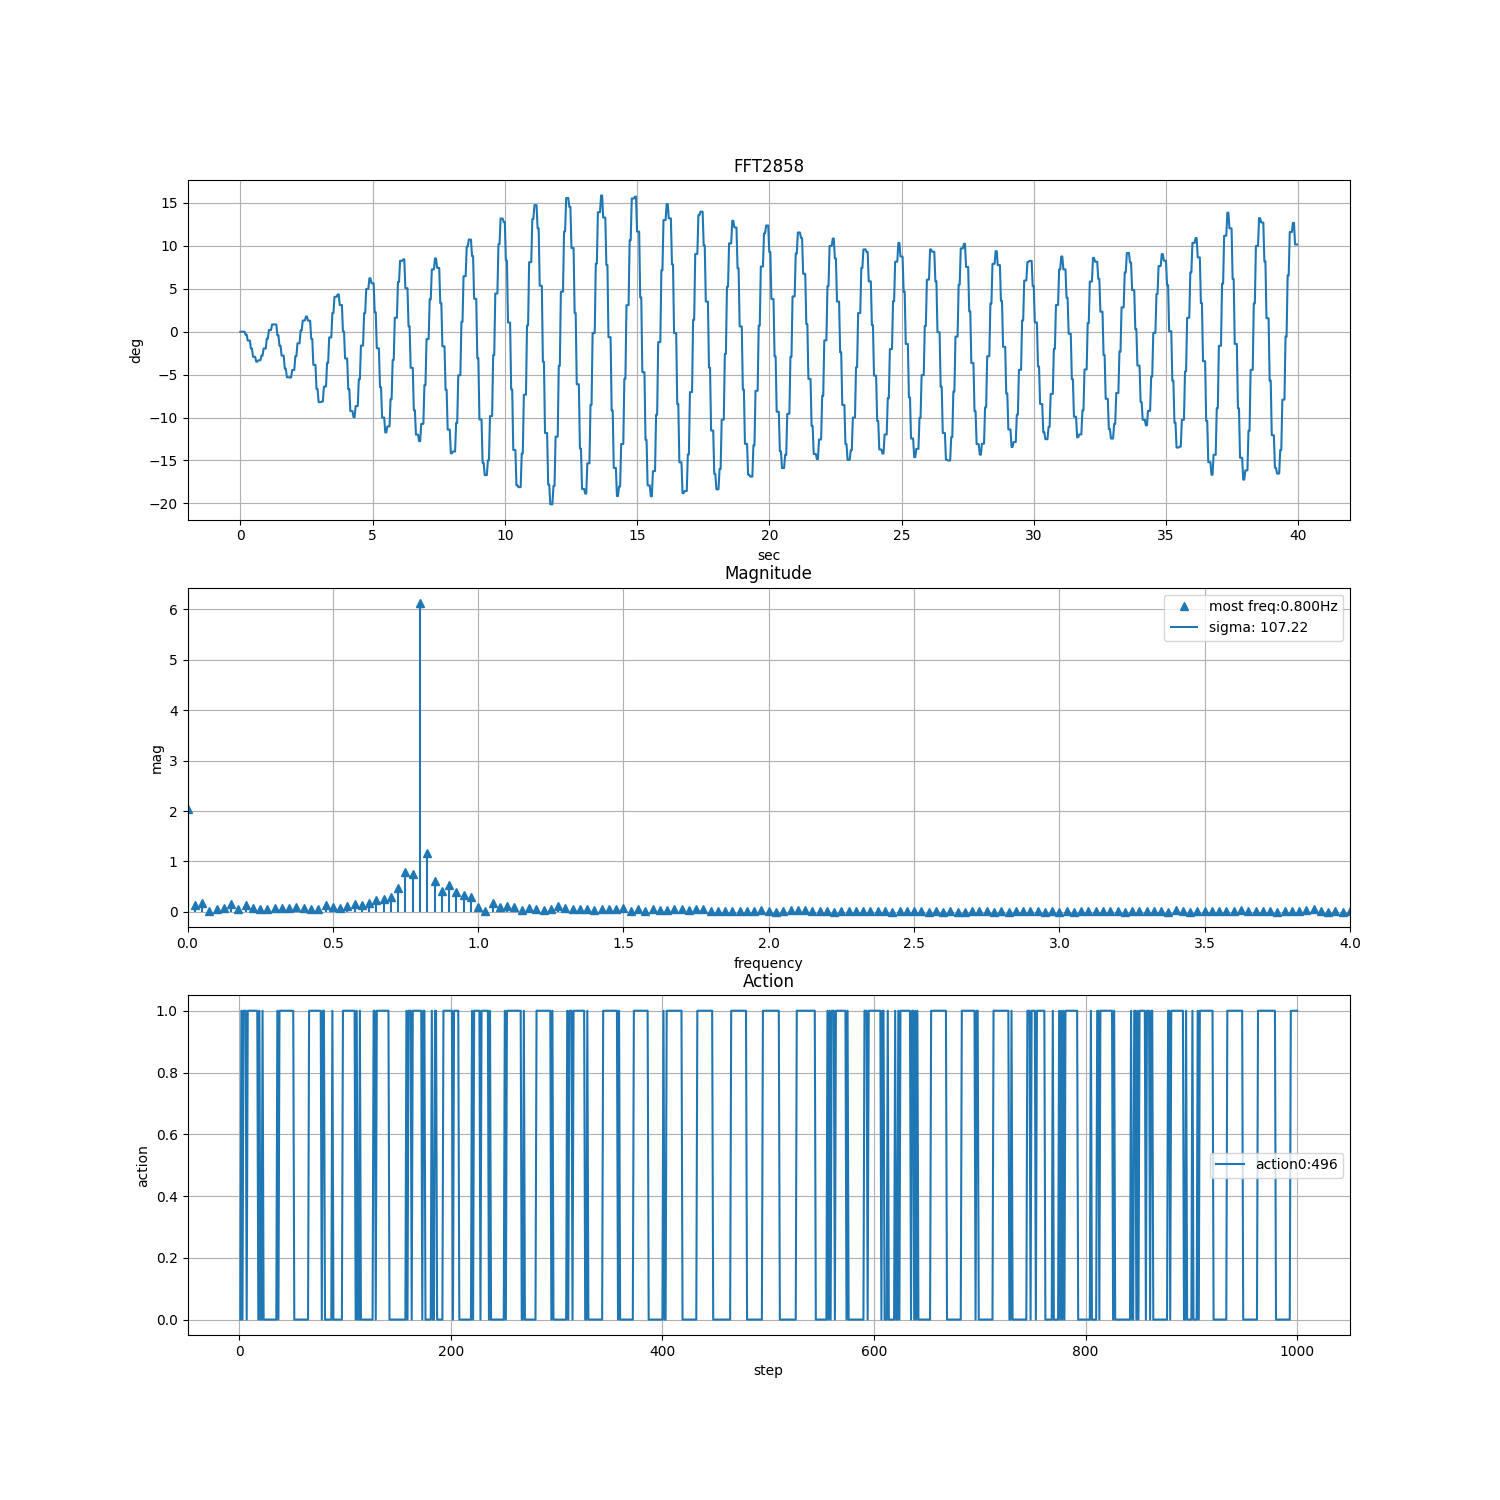 FFT2858
15
10
5
0
−5
−10
−15
−20
deg
0 5 10 15 20 25 30 35 40
sec
Magnitude
6
5
4
3
2
1
0
mag
most freq:0.800Hz
sigma: 107.22
0.0 0.5 1.0 1.5 2.0 2.5 3.0 3.5 4.0
frequency
Action
1.0
0.8
0.6
0.4
0.2
0.0
action
action0:496
0 200 400 600 800 1000
step